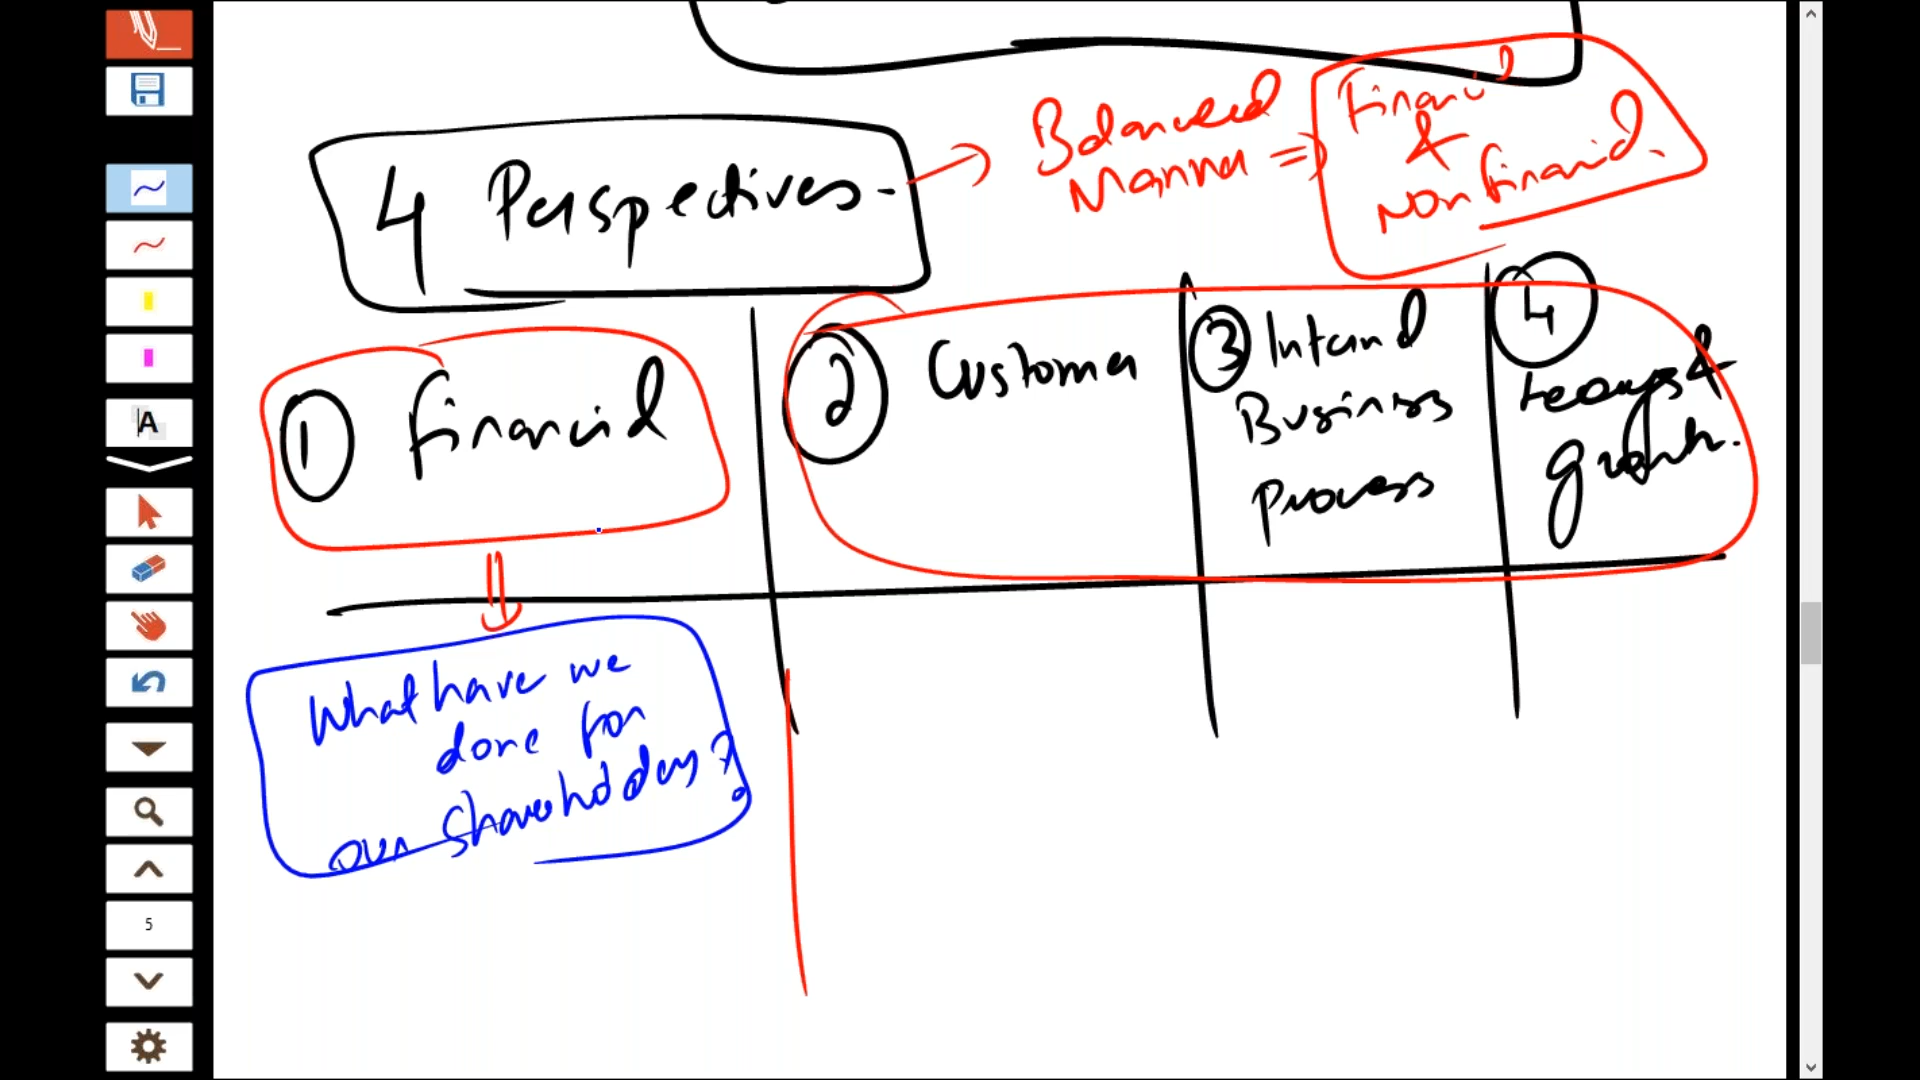 4 Perspectives -
Balanced
Manner =>
Financial
&
Non Financial.
1 Financial
2 Customer
3 Internal
Business
Process
4
Learning &
growth.
What have we
done for
our shareholders?
A
5